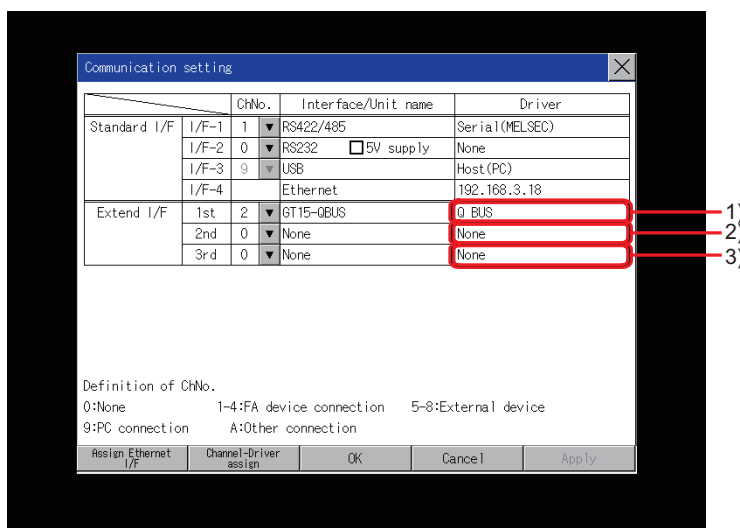 Communication setting
ChNo. Interface/Unit name Driver
Standard I/F I/F-1 1 ▼ RS422/485 Serial(MELSEC)
I/F-2 0 ▼ RS232 □5V supply None
I/F-3 9 ▼ USB Host(PC)
I/F-4 Ethernet 192.168.3.18
Extend I/F 1st 2 ▼ GT15-QBUS Q BUS 1)
2nd 0 ▼ None None 2)
3rd 0 ▼ None None 3)
Definition of ChNo.
0:None 1-4:FA device connection 5-8:External device
9:PC connection A:Other connection
Assign Ethernet I/F Channel-Driver assign OK Cancel Apply